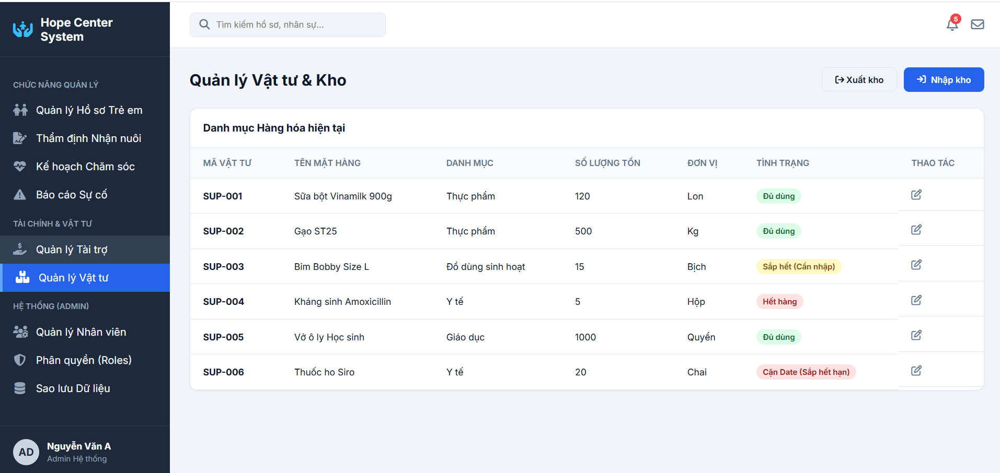 Hope Center
System
CHỨC NĂNG QUẢN LÝ
Quản lý Hồ sơ Trẻ em
Thẩm định Nhận nuôi
Kế hoạch Chăm sóc
Báo cáo Sự cố
TÀI CHÍNH & VẬT TƯ
Quản lý Tài trợ
Quản lý Vật tư
HỆ THỐNG (ADMIN)
Quản lý Nhân viên
Phân quyền (Roles)
Sao lưu Dữ liệu
AD
Nguyễn Văn A
Admin Hệ thống
Tìm kiếm hồ sơ, nhân sự...
5
Quản lý Vật tư & Kho
Xuất kho
Nhập kho
Danh mục Hàng hóa hiện tại
MÃ VẬT TƯ TÊN MẶT HÀNG DANH MỤC SỐ LƯỢNG TỒN ĐƠN VỊ TÌNH TRẠNG THAO TÁC
SUP-001 Sữa bột Vinamilk 900g Thực phẩm 120 Lon Đủ dùng
SUP-002 Gạo ST25 Thực phẩm 500 Kg Đủ dùng
SUP-003 Bỉm Bobby Size L Đồ dùng sinh hoạt 15 Bịch Sắp hết (Cần nhập)
SUP-004 Kháng sinh Amoxicillin Y tế 5 Hộp Hết hàng
SUP-005 Vở ô ly Học sinh Giáo dục 1000 Quyển Đủ dùng
SUP-006 Thuốc ho Siro Y tế 20 Chai Cận Date (Sắp hết hạn)